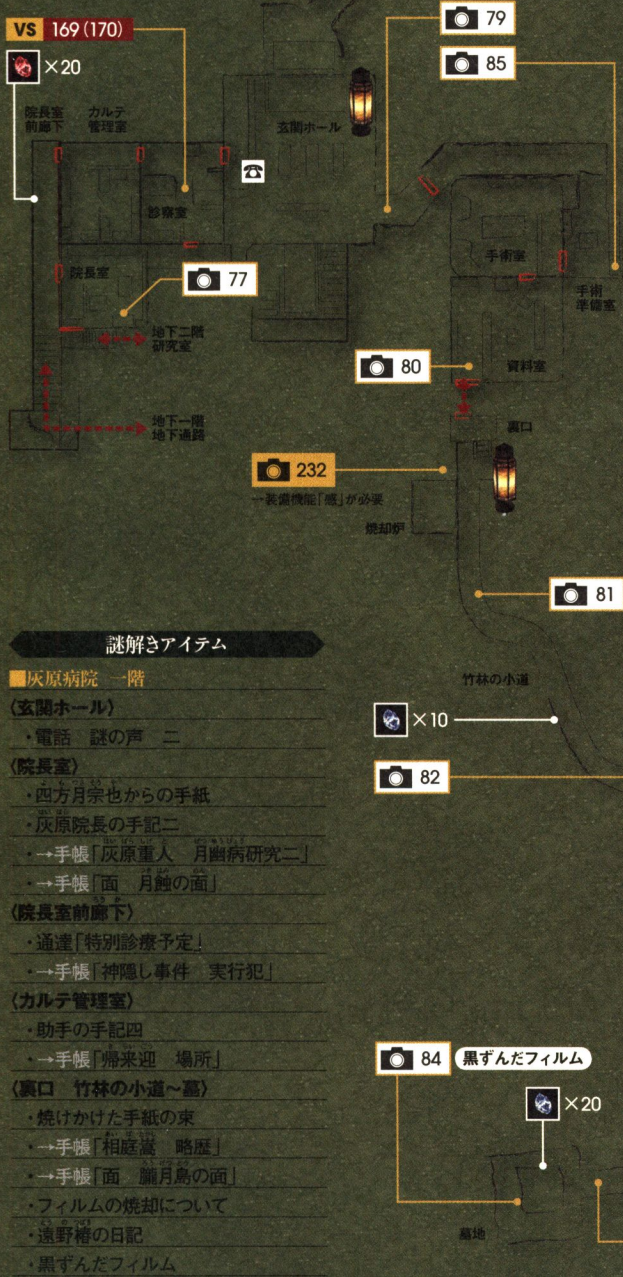 VS 169(170)
×20
79
85
院長室
前廊下
カルテ
管理室
玄関ホール
診察室
手術室
手術
準備室
院長室
77
地下二階
研究室
80
資料室
地下一階
地下通路
裏口
232
→装備機能「感」が必要
焼却炉
81
謎解きアイテム
竹林の小道
×10
82
■灰原病院 一階
〈玄関ホール〉
・電話 謎の声 二
〈院長室〉
・四方月宗也からの手紙
・灰原院長の手記二
・→手帳「灰原重人 月幽病研究二」
・→手帳「面 月蝕の面」
〈院長室前廊下〉
・通達「特別診療予定」
・→手帳「神隠し事件 実行犯」
〈カルテ管理室〉
・助手の手記四
・→手帳「帰来迎 場所」
〈裏口 竹林の小道~墓〉
・焼けかけた手紙の束
・→手帳「相庭嵩 略歴」
・→手帳「面 朧月島の面」
・フィルムの焼却について
・遠野椿の日記
・黒ずんだフィルム
84 黒ずんだフィルム
×20
墓地